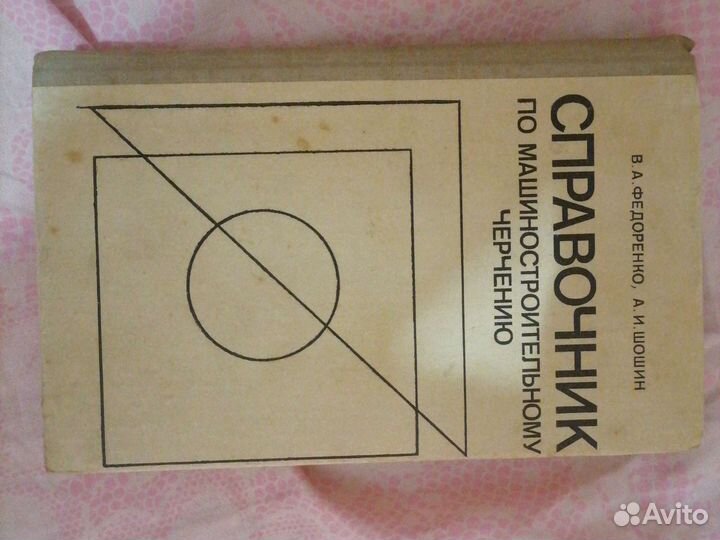 В.А.ФЕДОРЕНКО, А.И.ШОШИН
СПРАВОЧНИК
ПО МАШИНОСТРОИТЕЛЬНОМУ
ЧЕРЧЕНИЮ
Avito